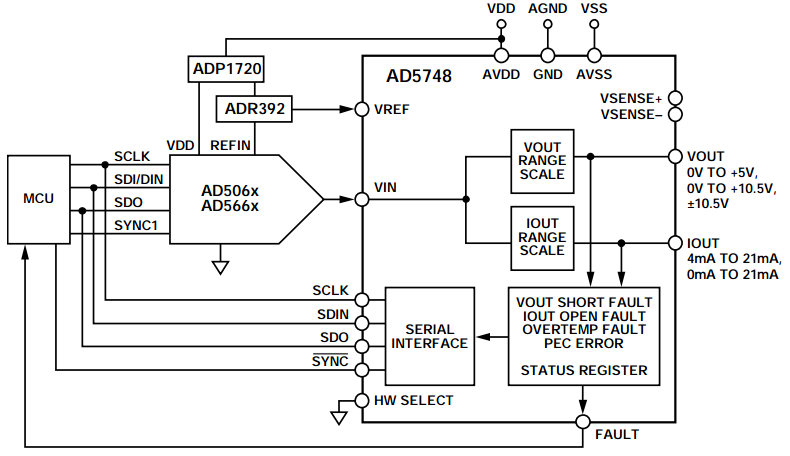 VDD AGND VSS
ADP1720
AD5748
AVDD GND AVSS
ADR392
VREF
VSENSE+
VSENSE–
VDD REFIN
MCU
SCLK
SDI/DIN
SDO
SYNC1
AD506x
AD566x
VIN
VOUT
RANGE
SCALE
VOUT
0V TO +5V,
0V TO +10.5V,
±10.5V
IOUT
RANGE
SCALE
IOUT
4mA TO 21mA,
0mA TO 21mA
SCLK
SDIN
SDO
SYNC
SERIAL
INTERFACE
VOUT SHORT FAULT
IOUT OPEN FAULT
OVERTEMP FAULT
PEC ERROR
STATUS REGISTER
HW SELECT
FAULT